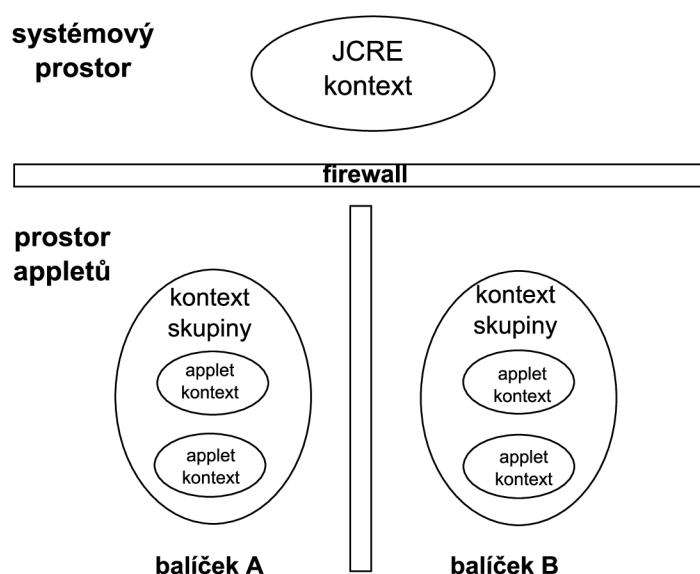 systémový
prostor
JCRE
kontext
firewall
prostor
appletů
kontext
skupiny
applet
kontext
applet
kontext
balíček A
kontext
skupiny
applet
kontext
applet
kontext
balíček B